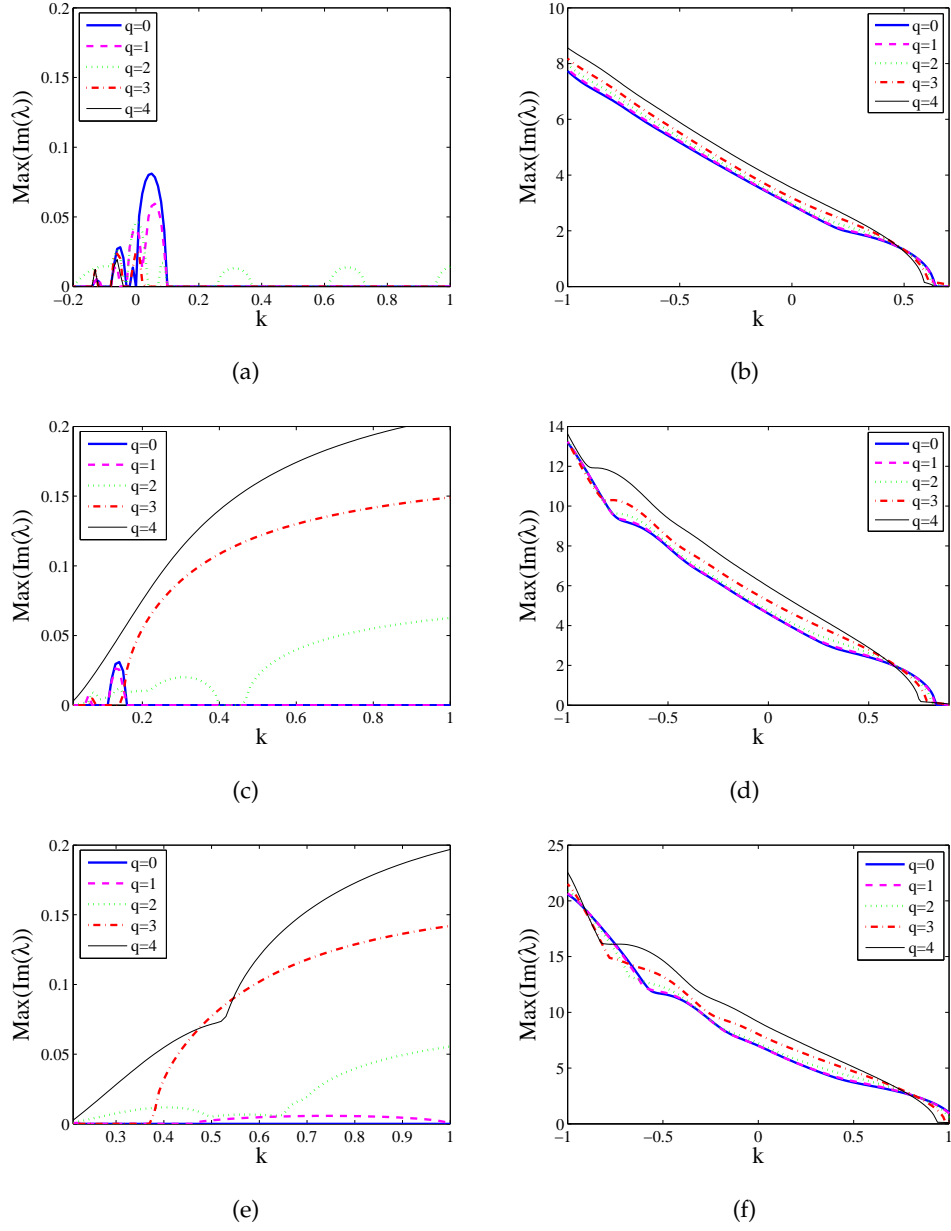 0.2
0.15
0.1
0.05
0
−0.2 0 0.2 0.4 0.6 0.8 1
k
Max(Im(λ))
q=0
q=1
q=2
q=3
q=4
(a)
10
8
6
4
2
0
−1 −0.5 0 0.5
k
Max(Im(λ))
q=0
q=1
q=2
q=3
q=4
(b)
0.2
0.15
0.1
0.05
0
0.2 0.4 0.6 0.8 1
k
Max(Im(λ))
q=0
q=1
q=2
q=3
q=4
(c)
14
12
10
8
6
4
2
0
−1 −0.5 0 0.5
k
Max(Im(λ))
q=0
q=1
q=2
q=3
q=4
(d)
0.2
0.15
0.1
0.05
0
0.3 0.4 0.5 0.6 0.7 0.8 0.9 1
k
Max(Im(λ))
q=0
q=1
q=2
q=3
q=4
(e)
25
20
15
10
5
0
−1 −0.5 0 0.5 1
k
Max(Im(λ))
q=0
q=1
q=2
q=3
q=4
(f)